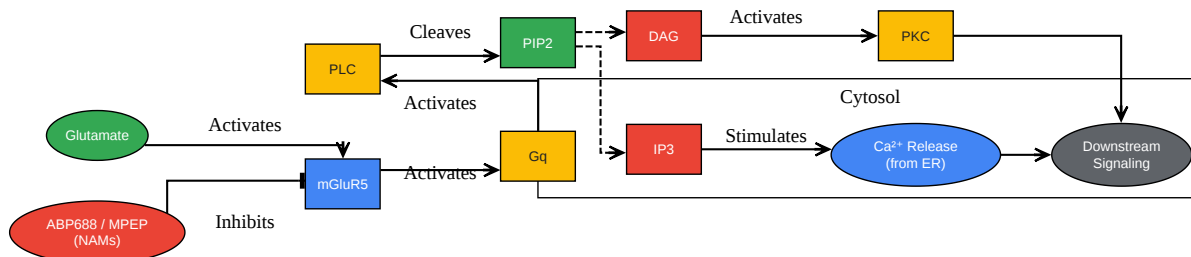 Activates
Cleaves
PIP2
DAG
PKC
PLC
Activates
Cytosol
Glutamate
Activates
Gq
IP3
Stimulates
Ca²⁺ Release
(from ER)
Downstream
Signaling
mGluR5
Activates
ABP688 / MPEP
(NAMs)
Inhibits